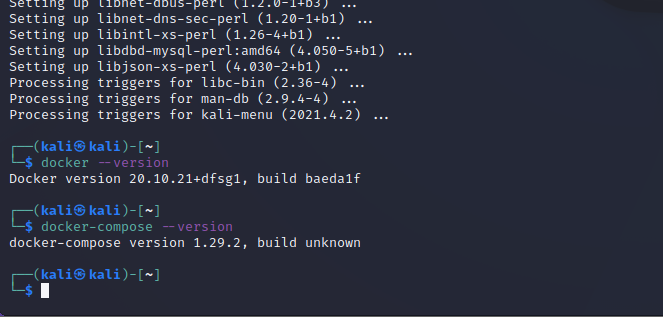 Setting up libnet-dbus-perl (1.2.0-1+b3) ...
Setting up libnet-dns-sec-perl (1.20-1+b1) ...
Setting up libintl-xs-perl (1.26-4+b1) ...
Setting up libdbd-mysql-perl:amd64 (4.050-5+b1) ...
Setting up libjson-xs-perl (4.030-2+b1) ...
Processing triggers for libc-bin (2.36-4) ...
Processing triggers for man-db (2.9.4-4) ...
Processing triggers for kali-menu (2021.4.2) ...
┌──(kali㉿kali)-[~]
└─$ docker --version
Docker version 20.10.21+dfsg1, build baeda1f
┌──(kali㉿kali)-[~]
└─$ docker-compose --version
docker-compose version 1.29.2, build unknown
┌──(kali㉿kali)-[~]
└─$